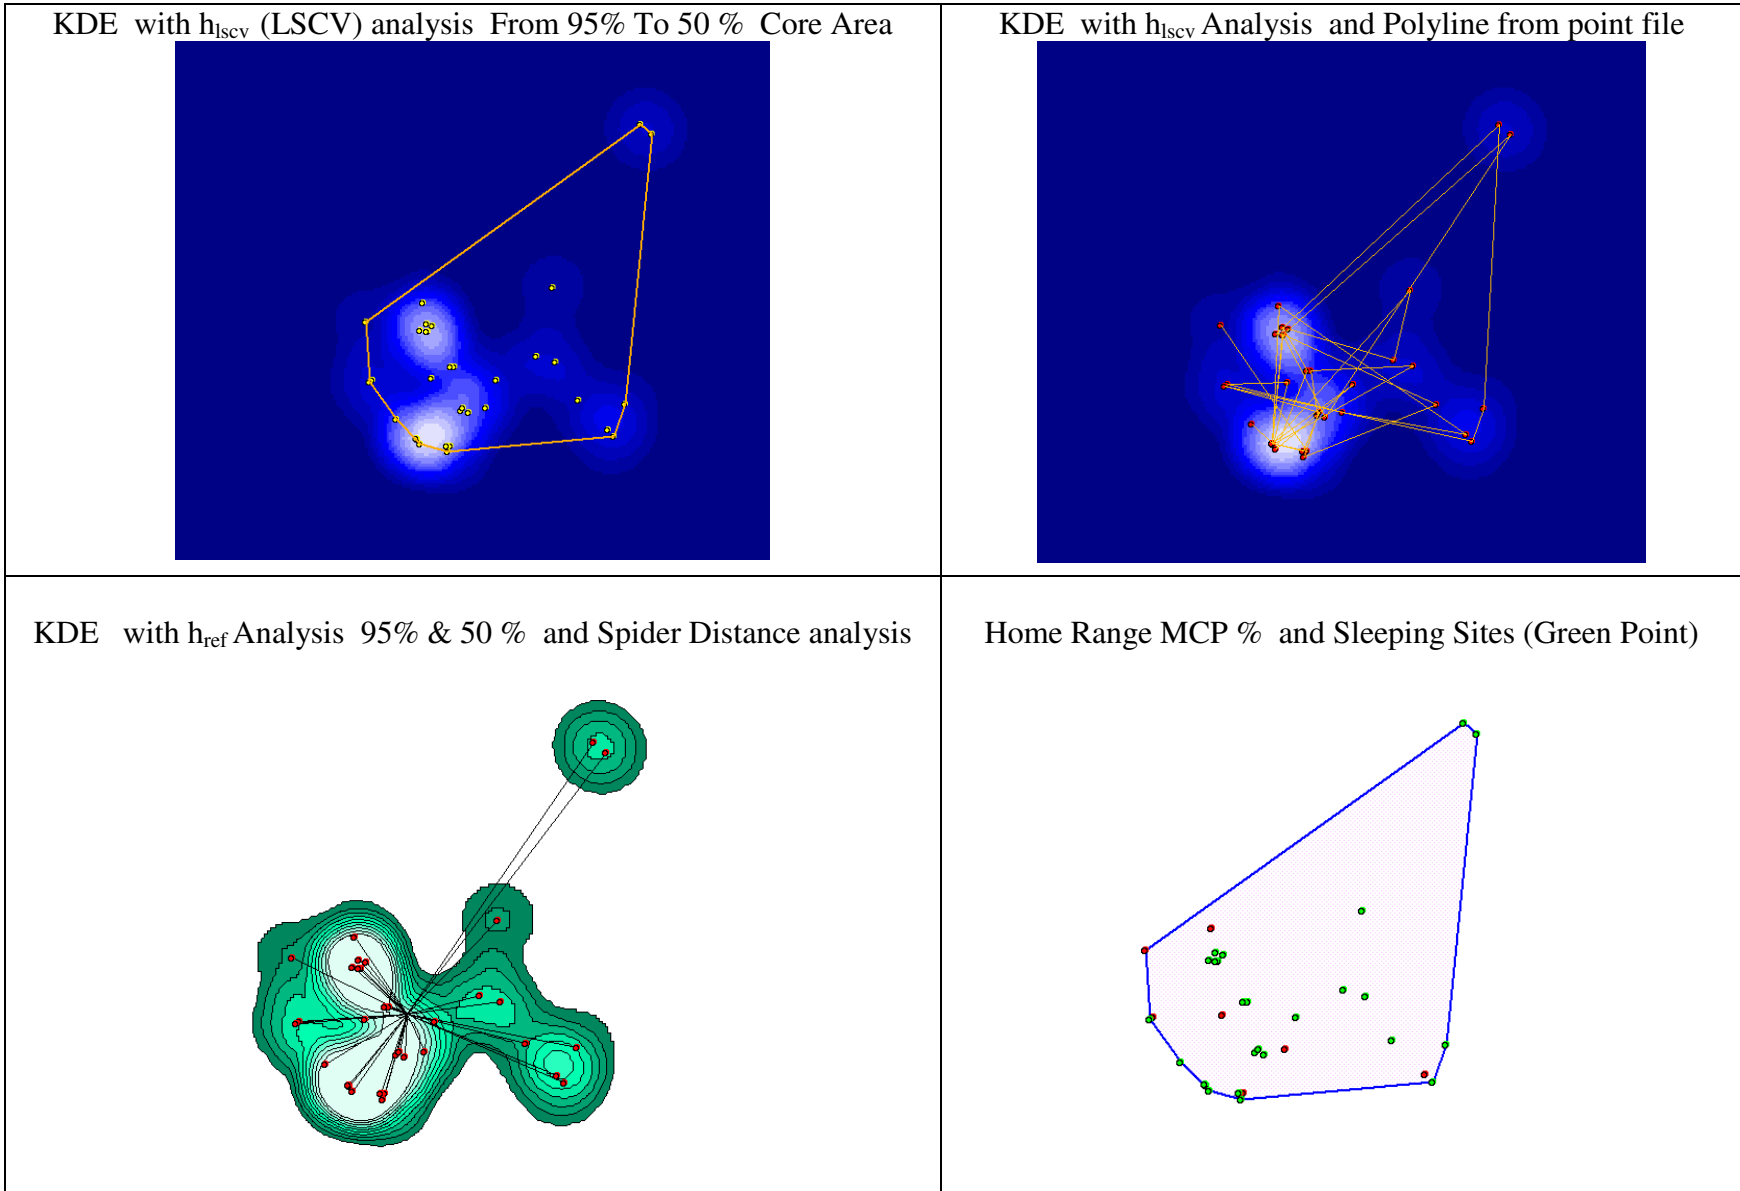 KDE with hlscv (LSCV) analysis From 95% To 50 % Core Area
KDE with hlscv Analysis and Polyline from point file
KDE with href Analysis 95% & 50 % and Spider Distance analysis
Home Range MCP % and Sleeping Sites (Green Point)